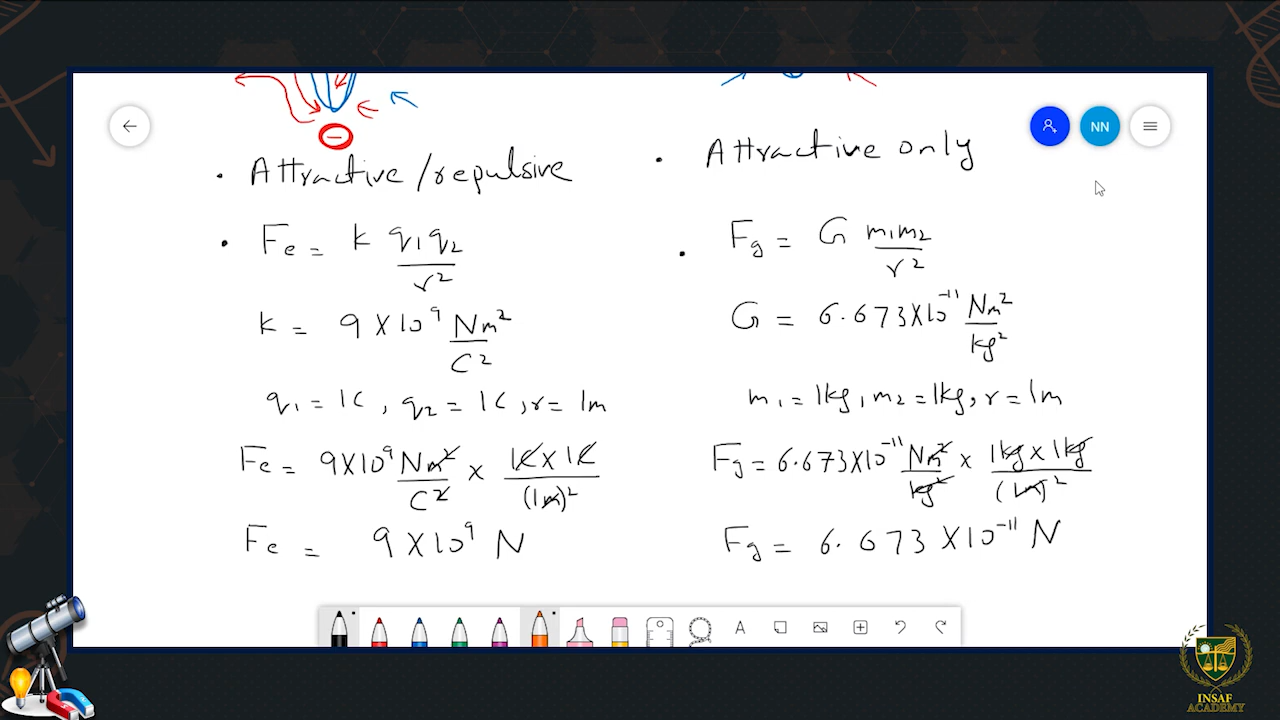 NN
• Attractive/repulsive
• Attractive only
• Fe = K q1q2/r²
• Fg = G m1m2/r²
K = 9 × 10⁹ Nm²/C²
G = 6.673 × 10⁻¹¹ Nm²/kg²
q1 = 1C, q2 = 1C, r = 1m
m1 = 1kg, m2 = 1kg, r = 1m
Fe = 9×10⁹ Nm²/C² × 1C × 1C/(1m)²
Fg = 6.673×10⁻¹¹ Nm²/kg² × 1kg × 1kg/(1m)²
Fe = 9 × 10⁹ N
Fg = 6.673 × 10⁻¹¹ N
A
INSAF
ACADEMY